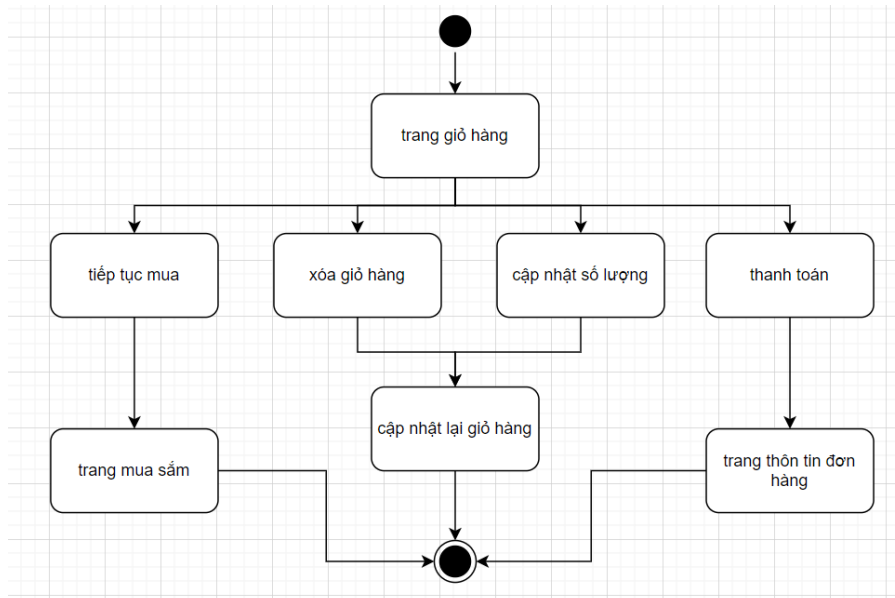 trang giỏ hàng
tiếp tục mua
xóa giỏ hàng
cập nhật số lượng
thanh toán
cập nhật lại giỏ hàng
trang mua sắm
trang thôn tin đơn
hàng